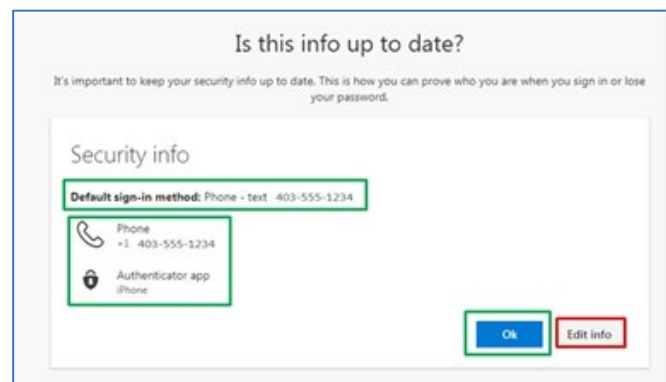 Is this info up to date?
It's important to keep your security info up to date. This is how you can prove who you are when you sign in or lose
your password.
Security info
Default sign-in method: Phone - text 403-555-1234
Phone
+1 403-555-1234
Authenticator app
iPhone
Ok Edit info